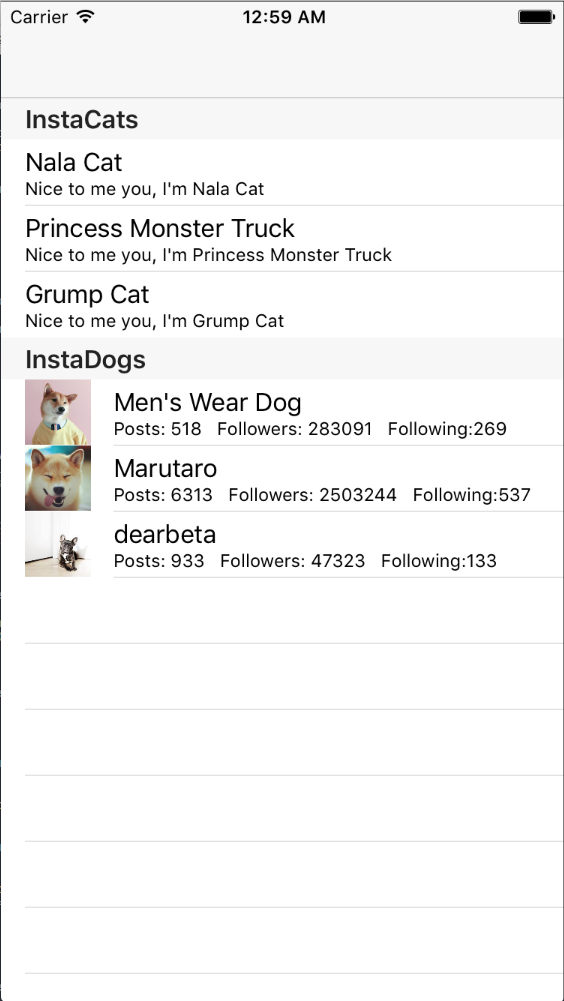 Carrier 12:59 AM
InstaCats
Nala Cat
Nice to me you, I'm Nala Cat
Princess Monster Truck
Nice to me you, I'm Princess Monster Truck
Grump Cat
Nice to me you, I'm Grump Cat
InstaDogs
Men's Wear Dog
Posts: 518 Followers: 283091 Following:269
Marutaro
Posts: 6313 Followers: 2503244 Following:537
dearbeta
Posts: 933 Followers: 47323 Following:133